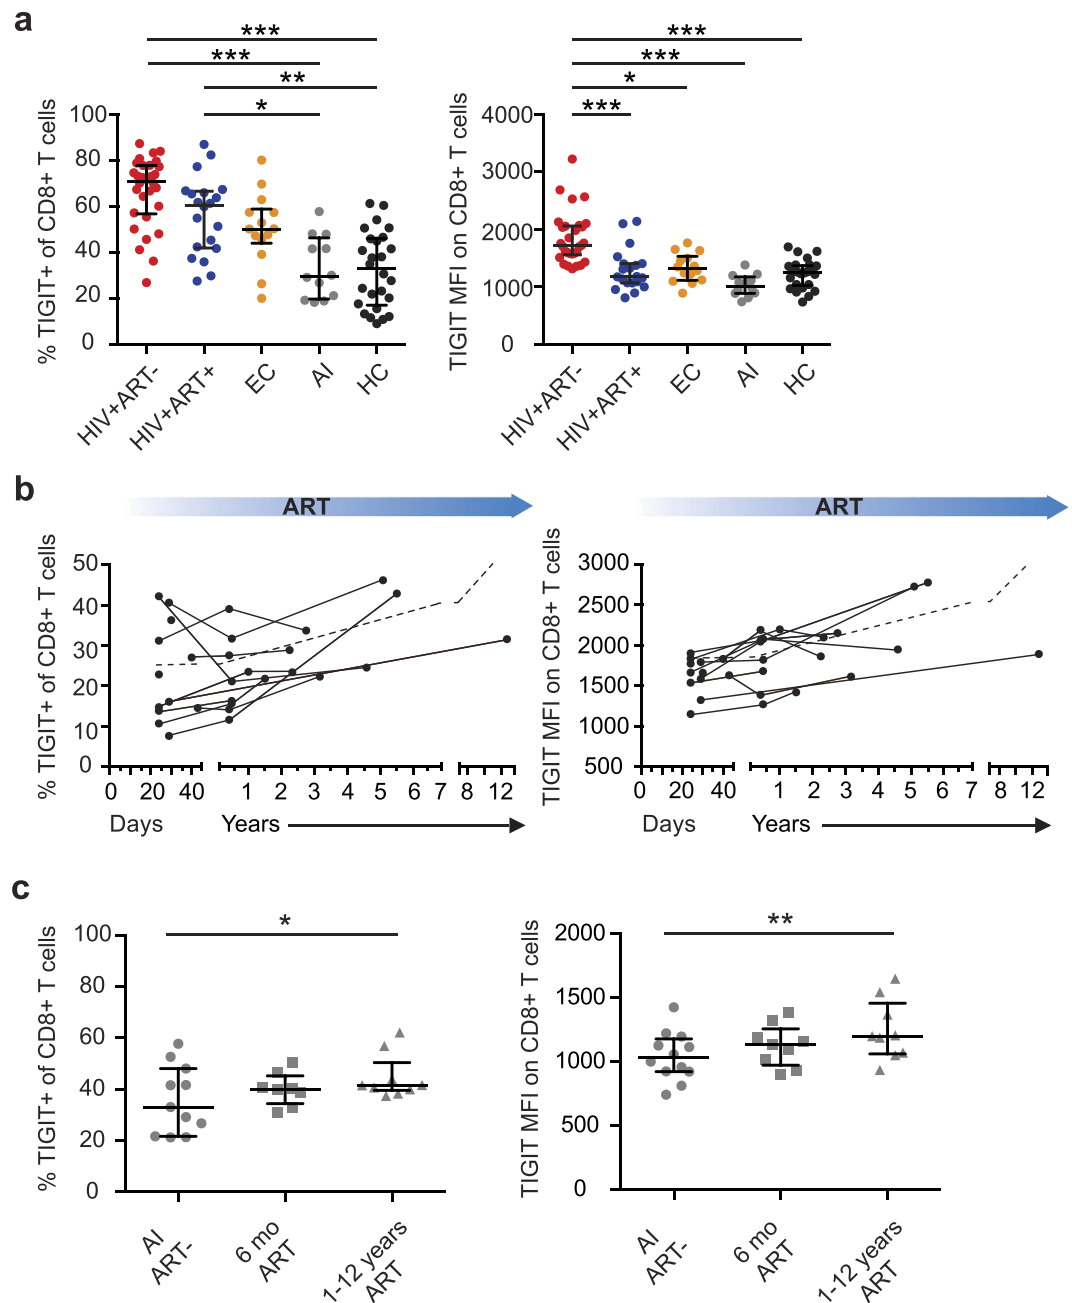 a
***
***
**
*
% TIGIT+ of CD8+ T cells
100
80
60
40
20
0
HIV+ART-
HIV+ART+
EC
AI
HC
***
***
*
***
TIGIT MFI on CD8+ T cells
4000
3000
2000
1000
0
HIV+ART-
HIV+ART+
EC
AI
HC
b
ART
% TIGIT+ of CD8+ T cells
50
40
30
20
10
0
0 20 40 1 2 3 4 5 6 7 8 12
Days Years
ART
TIGIT MFI on CD8+ T cells
3000
2500
2000
1500
1000
500
0 20 40 1 2 3 4 5 6 7 8 12
Days Years
c
*
% TIGIT+ of CD8+ T cells
100
80
60
40
20
0
AI
ART-
6 mo
ART
1-12 years
ART
**
TIGIT MFI on CD8+ T cells
2000
1500
1000
500
0
AI
ART-
6 mo
ART
1-12 years
ART